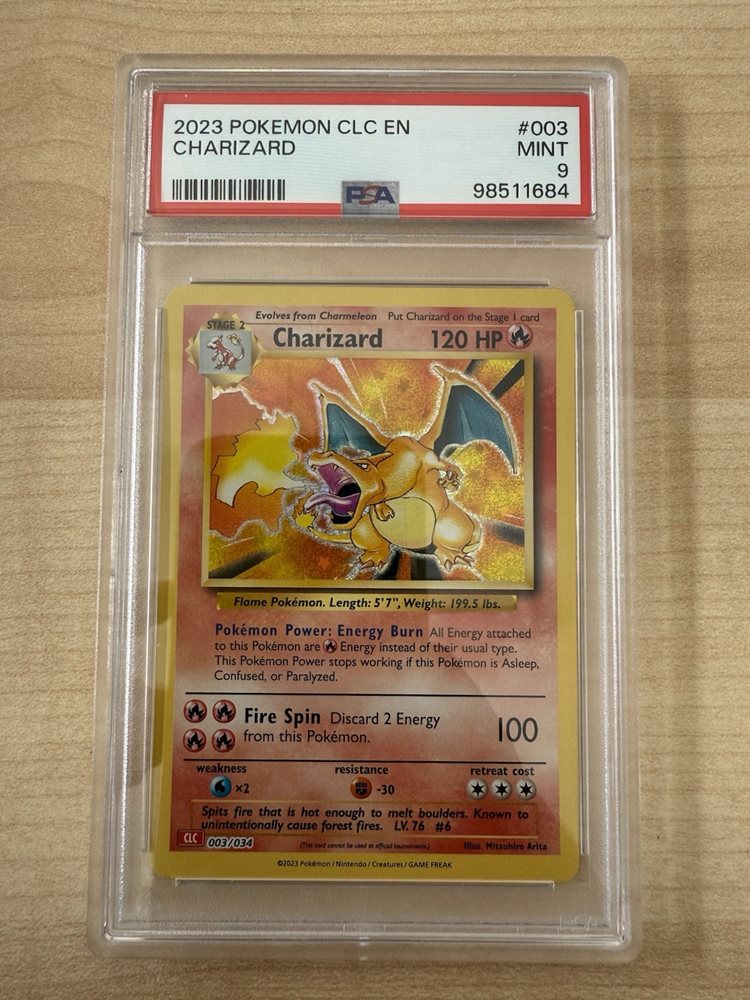 2023 POKEMON CLC EN #003
CHARIZARD MINT
9
PSA 98511684
Evolves from Charmeleon Put Charizard on the Stage 1 card
STAGE 2
Charizard 120 HP
Flame Pokémon. Length: 5'7", Weight: 199.5 lbs.
Pokémon Power: Energy Burn All Energy attached
to this Pokémon are Energy instead of their usual type.
This Pokémon Power stops working if this Pokémon is Asleep,
Confused, or Paralyzed.
Fire Spin Discard 2 Energy
from this Pokémon. 100
weakness resistance retreat cost
×2 -30
Spits fire that is hot enough to melt boulders. Known to
unintentionally cause forest fires. LV. 76 #6
CLC 003/034 (This card cannot be used at official tournaments.) Illus. Mitsuhiro Arita
©2023 Pokémon / Nintendo / Creatures / GAME FREAK